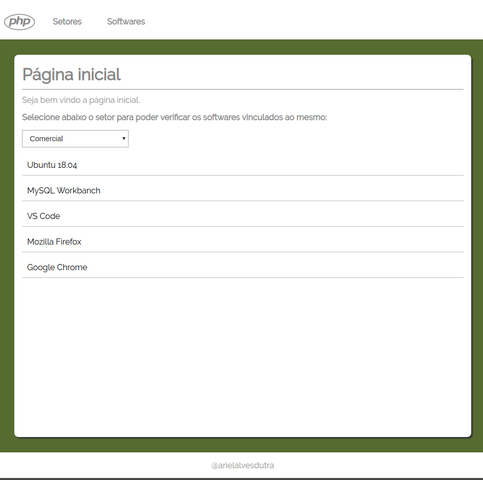 php Setores Softwares
Página inicial
Seja bem vindo a página inicial.
Selecione abalxo o setor para poder verificar os softwares vinculados ao mesmo:
Comercial
Ubuntu 18.04
MySQL Workbanch
VS Code
Mozilla Firefox
Google Chrome
@arielalvesdutra